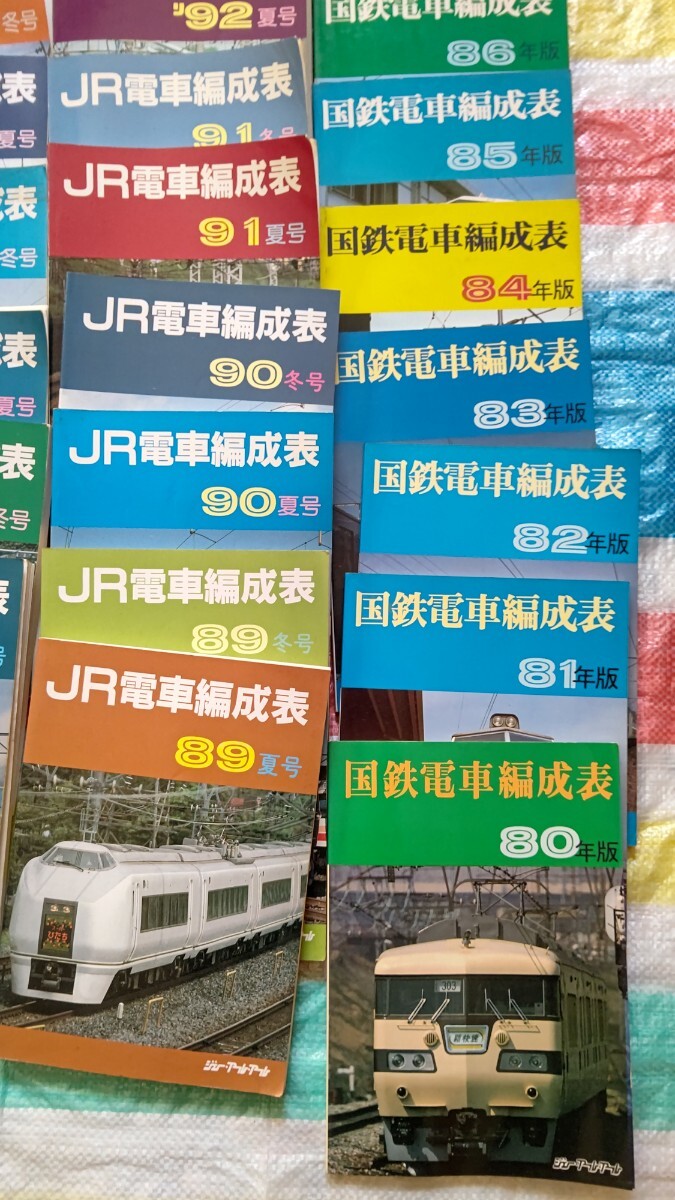 冬号
夏号
表
冬号
表
夏号
表
冬号
表
号
'92夏号
JR電車編成表
91冬号
JR電車編成表
91夏号
JR電車編成表
90冬号
JR電車編成表
90夏号
JR電車編成表
89冬号
JR電車編成表
89夏号
ひたち
ジェー・アール・アール
86年版
国鉄電車編成表
85年版
国鉄電車編成表
84年版
国鉄電車編成表
83年版
国鉄電車編成表
82年版
国鉄電車編成表
81年版
国鉄電車編成表
80年版
303
新快速
ジェー・アール・アール